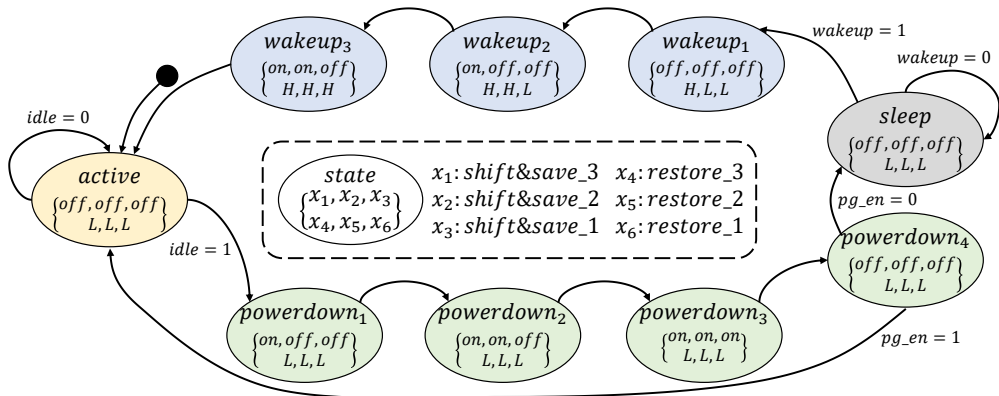 wakeup₃
{on, on, off
H, H, H}
wakeup₂
{on, off, off
H, H, L}
wakeup₁
{off, off, off
H, L, L}
wakeup = 1
wakeup = 0
sleep
{off, off, off
L, L, L}
idle = 0
active
{off, off, off
L, L, L}
state
{x₁, x₂, x₃
x₄, x₅, x₆}
x₁: shift&save_3 x₄: restore_3
x₂: shift&save_2 x₅: restore_2
x₃: shift&save_1 x₆: restore_1
pg_en = 0
idle = 1
powerdown₄
{off, off, off
L, L, L}
powerdown₁
{on, off, off
L, L, L}
powerdown₂
{on, on, off
L, L, L}
powerdown₃
{on, on, on
L, L, L}
pg_en = 1